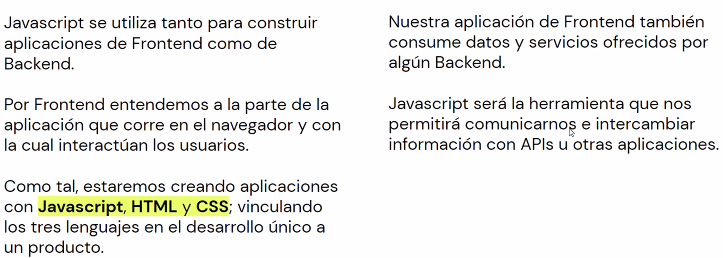 Javascript se utiliza tanto para construir
aplicaciones de Frontend como de
Backend.
Por Frontend entendemos a la parte de la
aplicación que corre en el navegador y con
la cual interactúan los usuarios.
Como tal, estaremos creando aplicaciones
con Javascript, HTML y CSS; vinculando
los tres lenguajes en el desarrollo único a
un producto.
Nuestra aplicación de Frontend también
consume datos y servicios ofrecidos por
algún Backend.
Javascript será la herramienta que nos
permitirá comunicarnos e intercambiar
información con APIs u otras aplicaciones.